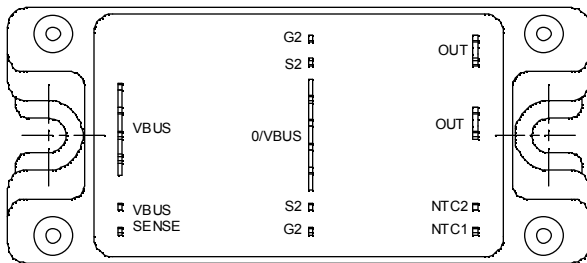 G2
OUT
S2
VBUS
0/VBUS
OUT
VBUS
SENSE
S2
NTC2
G2
NTC1